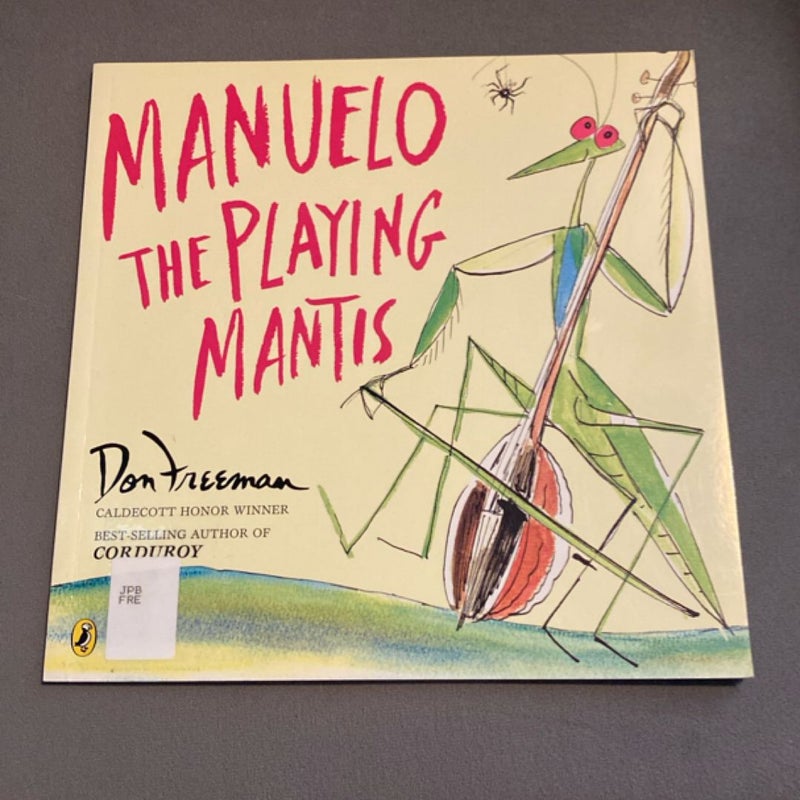 MANUELO
THE PLAYING
MANTIS
Don Freeman
CALDECOTT HONOR WINNER
BEST-SELLING AUTHOR OF
CORDUROY
JPB
FRE